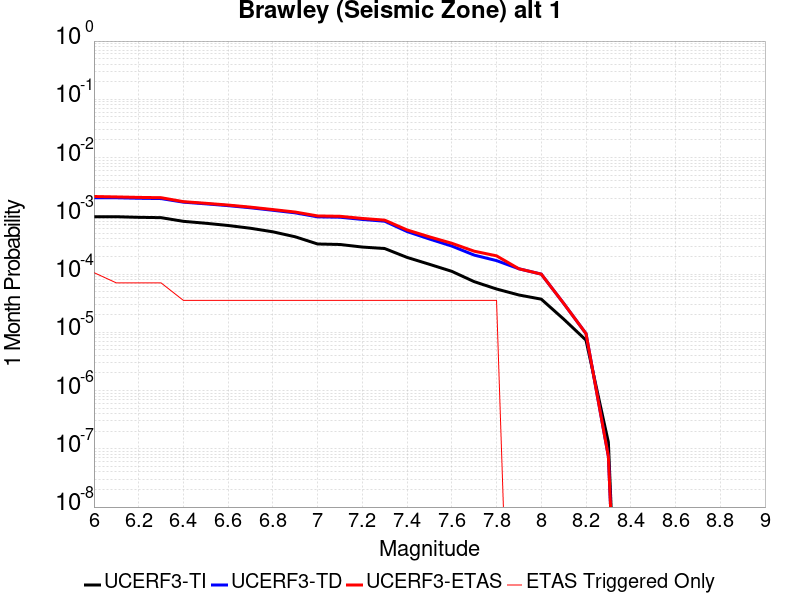 Brawley (Seismic Zone) alt 1
10^0
10^-1
10^-2
10^-3
10^-4
10^-5
10^-6
10^-7
10^-8
1 Month Probability
6 6.2 6.4 6.6 6.8 7 7.2 7.4 7.6 7.8 8 8.2 8.4 8.6 8.8 9
Magnitude
UCERF3-TI UCERF3-TD UCERF3-ETAS ETAS Triggered Only